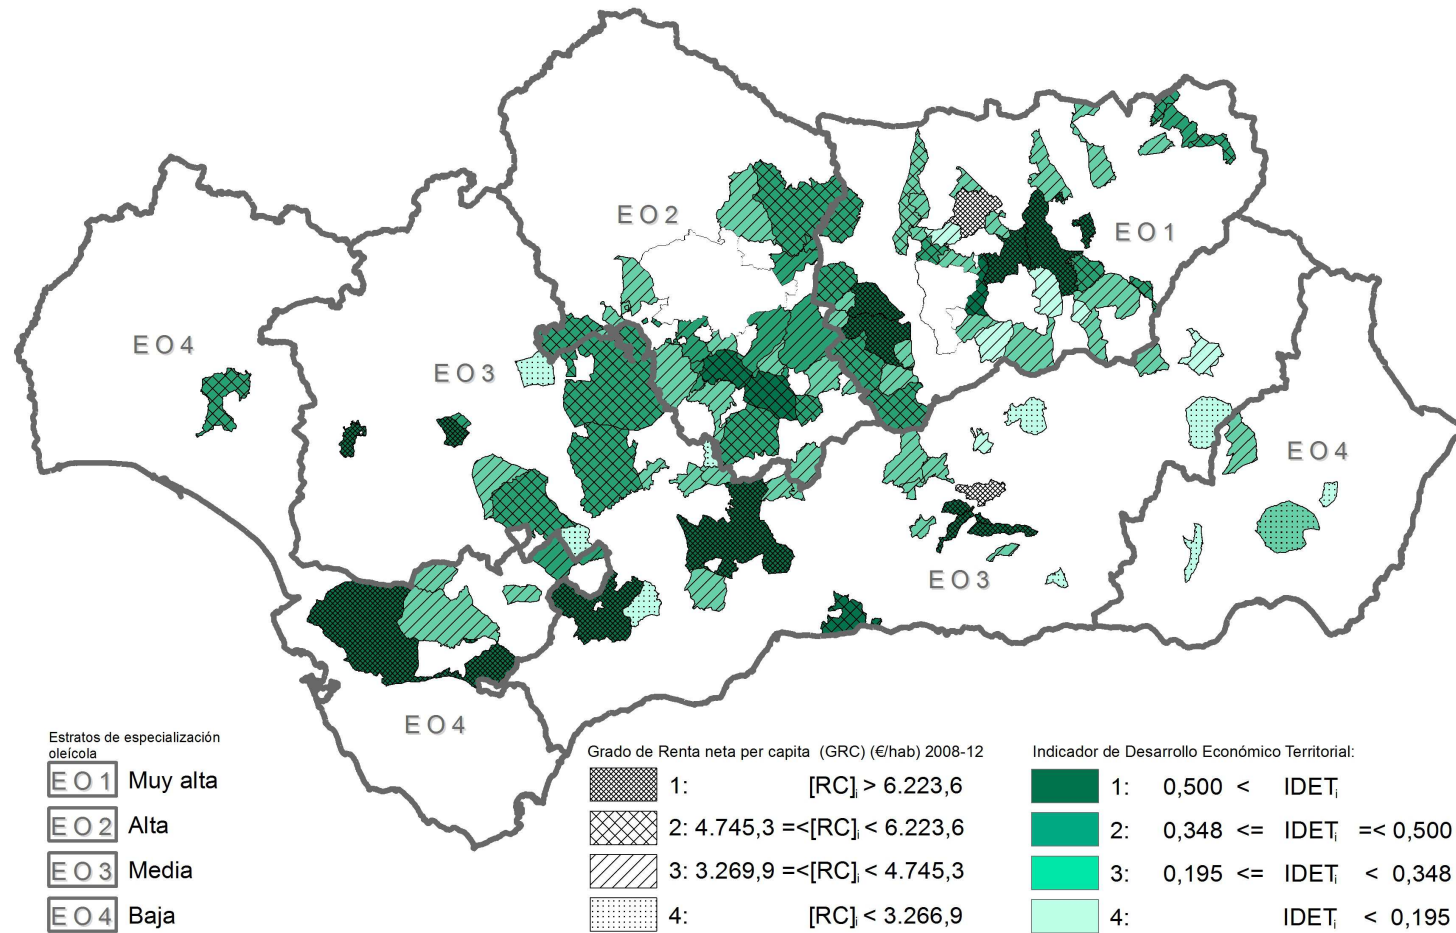 EO2
EO1
EO4
EO3
EO4
EO3
EO4
Estratos de especialización
oleícola
EO1 Muy alta
EO2 Alta
EO3 Media
EO4 Baja
Grado de Renta neta per capita (GRC) (€/hab) 2008-12
1: [RC]i > 6.223,6
2: 4.745,3 =<[RC]i < 6.223,6
3: 3.269,9 =<[RC]i < 4.745,3
4: [RC]i < 3.266,9
Indicador de Desarrollo Económico Territorial:
1: 0,500 < IDETi
2: 0,348 <= IDETi =< 0,500
3: 0,195 <= IDETi < 0,348
4: IDETi < 0,195